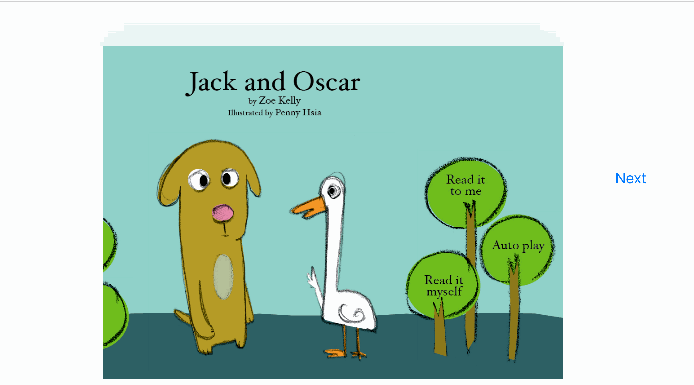 Jack and Oscar
by Zoe Kelly
Illustrated by Penny Hsia
Read it
to me
Next
Auto play
Read it
myself